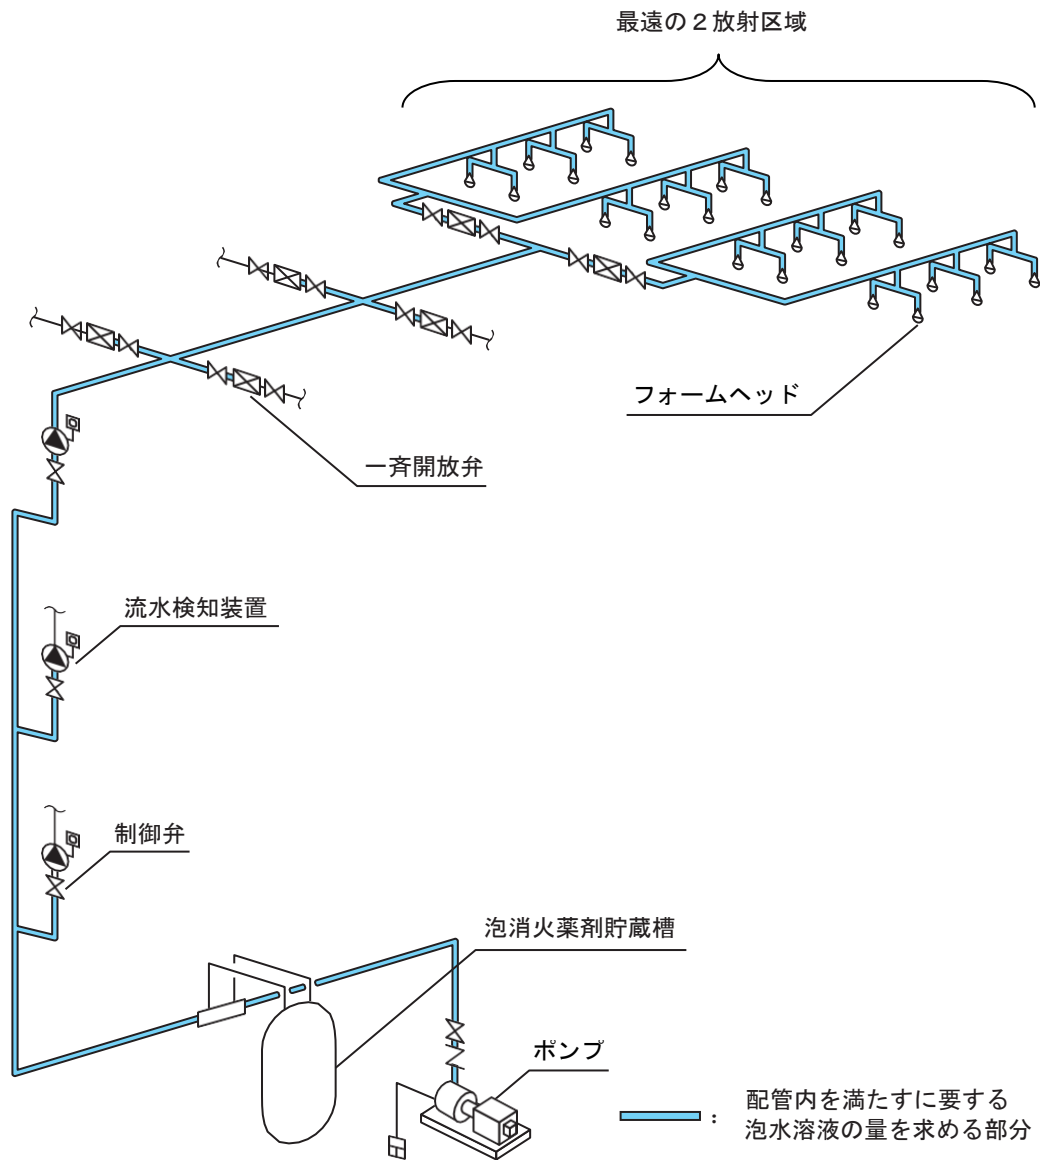 最遠の２放射区域
フォームヘッド
一斉開放弁
流水検知装置
制御弁
泡消火薬剤貯蔵槽
ポンプ
：
配管内を満たすに要する
泡水溶液の量を求める部分